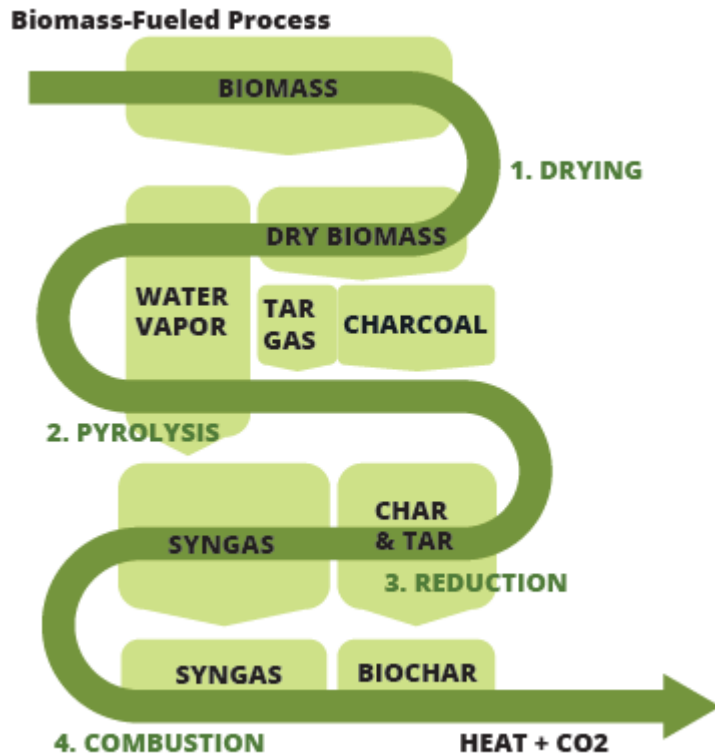 Biomass-Fueled Process
BIOMASS
1. DRYING
DRY BIOMASS
WATER
VAPOR
TAR
GAS
CHARCOAL
2. PYROLYSIS
CHAR
& TAR
SYNGAS
3. REDUCTION
SYNGAS
BIOCHAR
4. COMBUSTION
HEAT + CO2